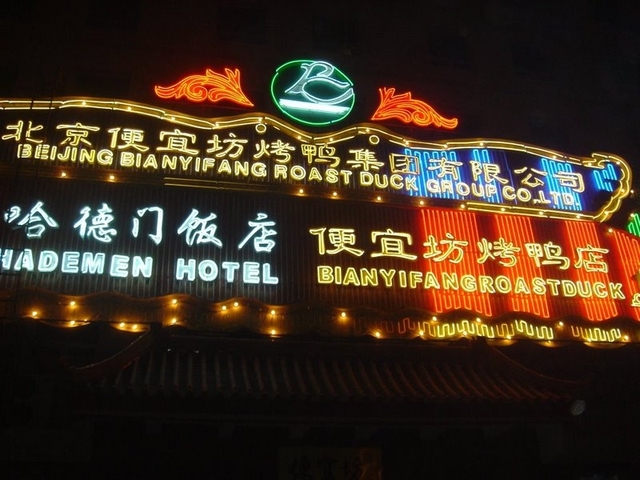 北京便宜坊烤鸭集团有限公司
BEIJING BIANYIFANG ROAST DUCK GROUP CO.,LTD.
哈德门饭店
HADEMEN HOTEL
便宜坊烤鸭店
BIANYIFANGROASTDUCK